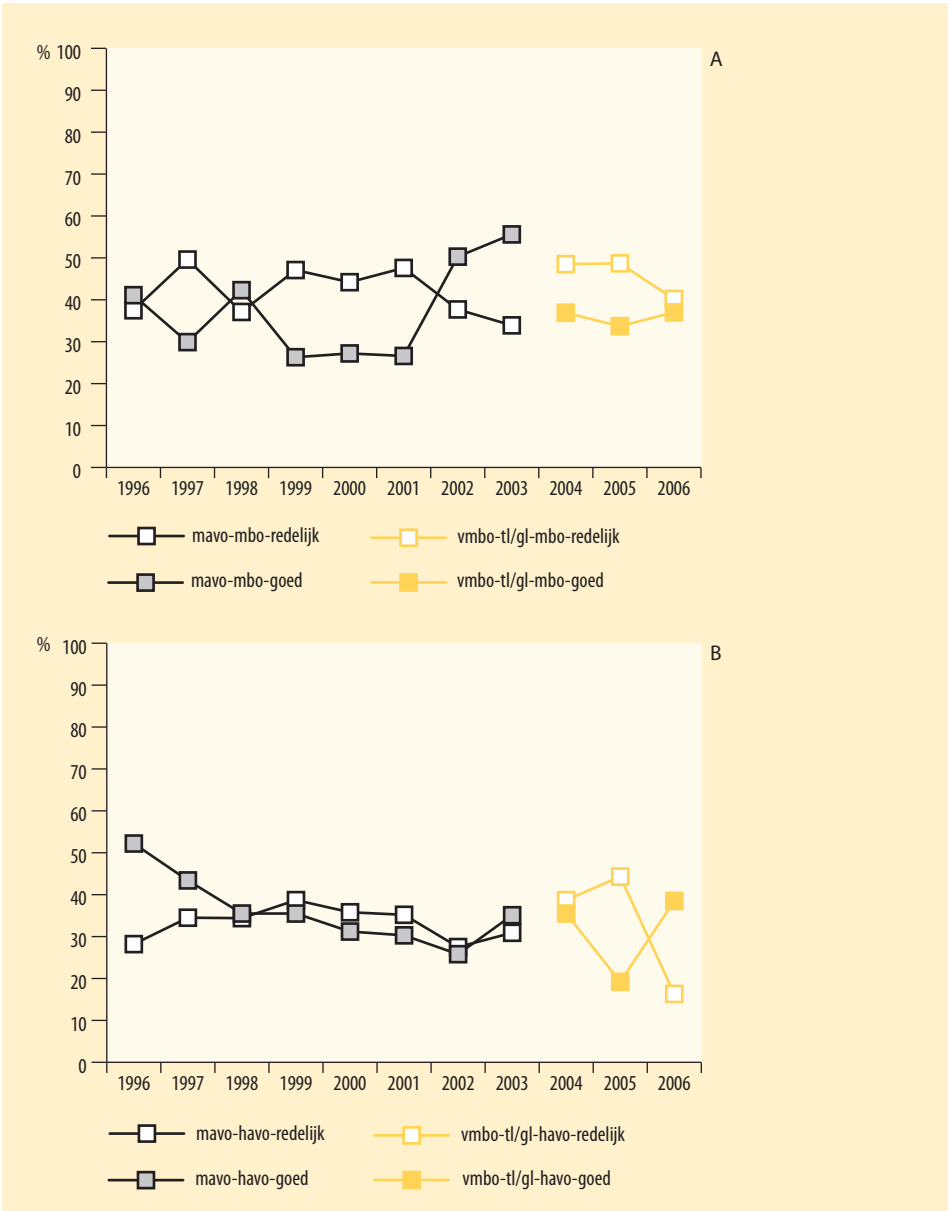 % 100
A
90
80
70
60
50
40
30
20
10
0
1996 1997 1998 1999 2000 2001 2002 2003 2004 2005 2006
mavo-mbo-redelijk vmbo-tl/gl-mbo-redelijk
mavo-mbo-goed vmbo-tl/gl-mbo-goed
% 100
B
90
80
70
60
50
40
30
20
10
0
1996 1997 1998 1999 2000 2001 2002 2003 2004 2005 2006
mavo-havo-redelijk vmbo-tl/gl-havo-redelijk
mavo-havo-goed vmbo-tl/gl-havo-goed